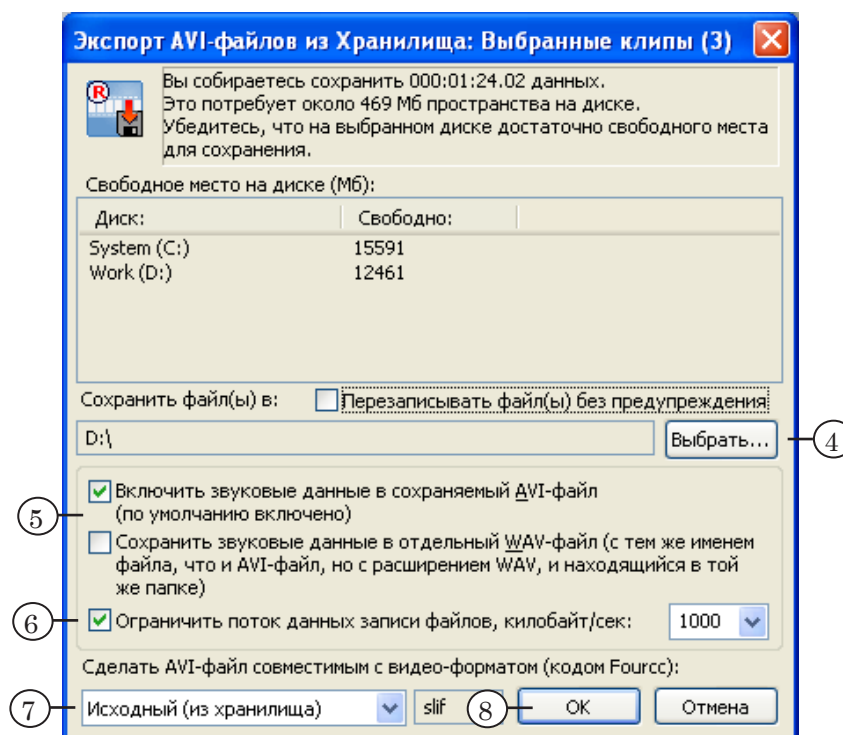 Экспорт AVI-файлов из Хранилища: Выбранные клипы (3)
R
Вы собираетесь сохранить 000:01:24.02 данных.
Это потребует около 469 Мб пространства на диске.
Убедитесь, что на выбранном диске достаточно свободного места
для сохранения.
Свободное место на диске (Мб):
Диск: Свободно:
System (C:) 15591
Work (D:) 12461
Сохранить файл(ы) в: Перезаписывать файл(ы) без предупреждения
D:\ Выбрать... 4
Включить звуковые данные в сохраняемый AVI-файл
5 (по умолчанию включено)
Сохранить звуковые данные в отдельный WAV-файл (с тем же именем
файла, что и AVI-файл, но с расширением WAV, и находящийся в той
же папке)
6 Ограничить поток данных записи файлов, килобайт/сек: 1000
Сделать AVI-файл совместимым с видео-форматом (кодом Fourcc):
7 Исходный (из хранилища) slif 8 OK Отмена